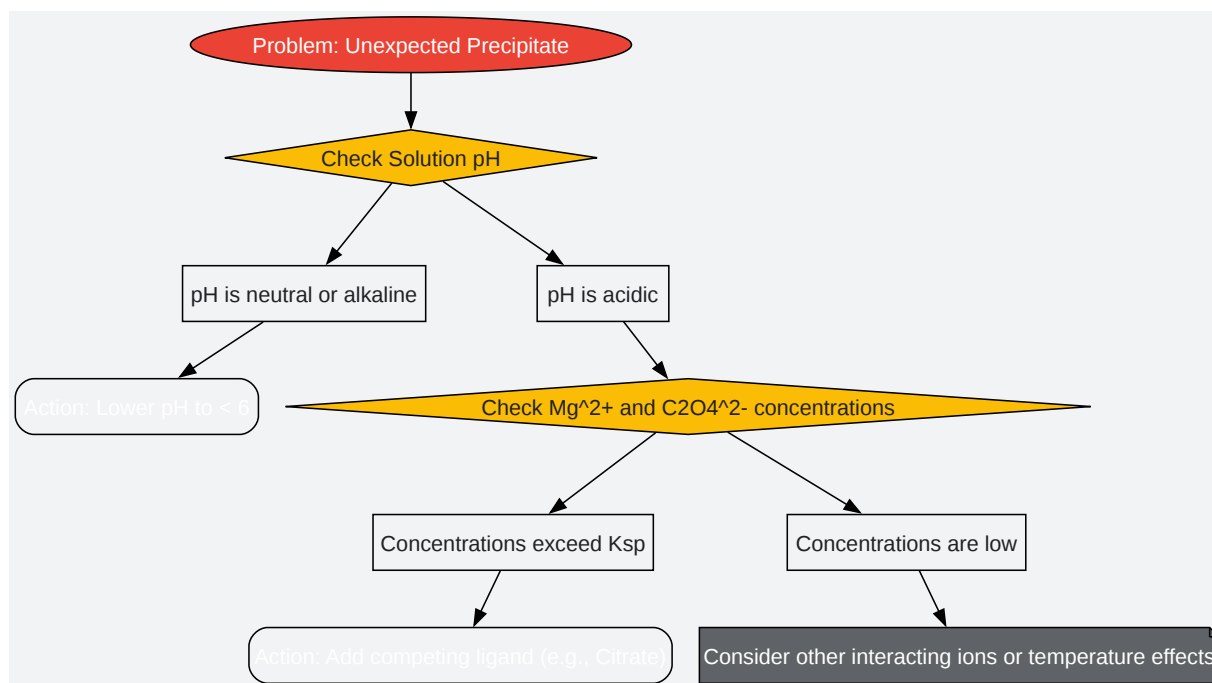 Problem: Unexpected Precipitate
Check Solution pH
pH is neutral or alkaline
pH is acidic
Action: Lower pH to < 6
Check Mg^2+ and C2O4^2- concentrations
Concentrations exceed Ksp
Concentrations are low
Action: Add competing ligand (e.g., Citrate)
Consider other interacting ions or temperature effects